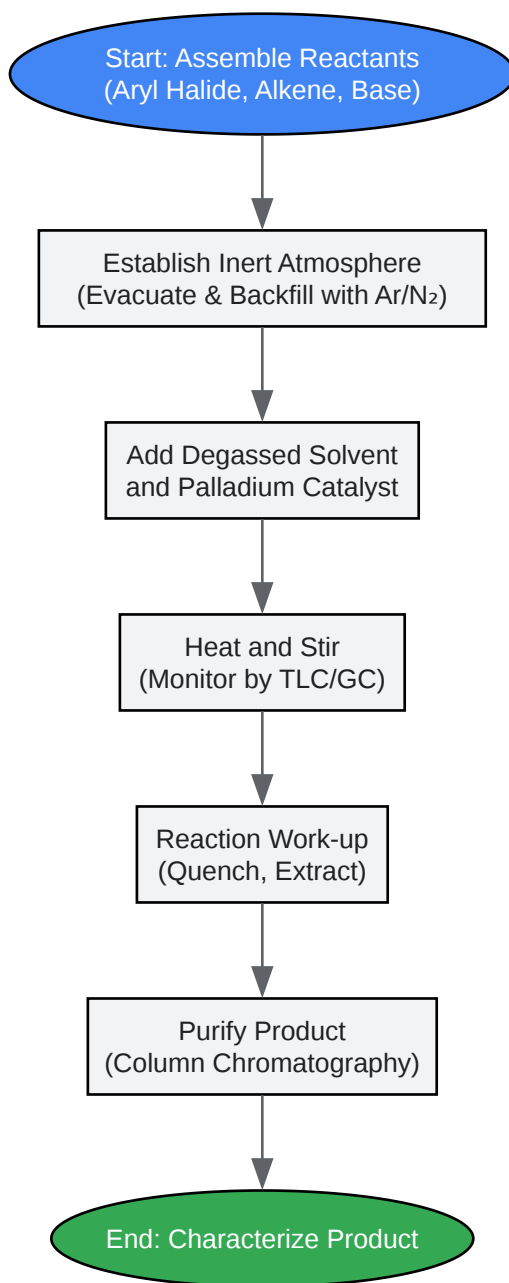 Start: Assemble Reactants
(Aryl Halide, Alkene, Base)
Establish Inert Atmosphere
(Evacuate & Backfill with Ar/N₂)
Add Degassed Solvent
and Palladium Catalyst
Heat and Stir
(Monitor by TLC/GC)
Reaction Work-up
(Quench, Extract)
Purify Product
(Column Chromatography)
End: Characterize Product